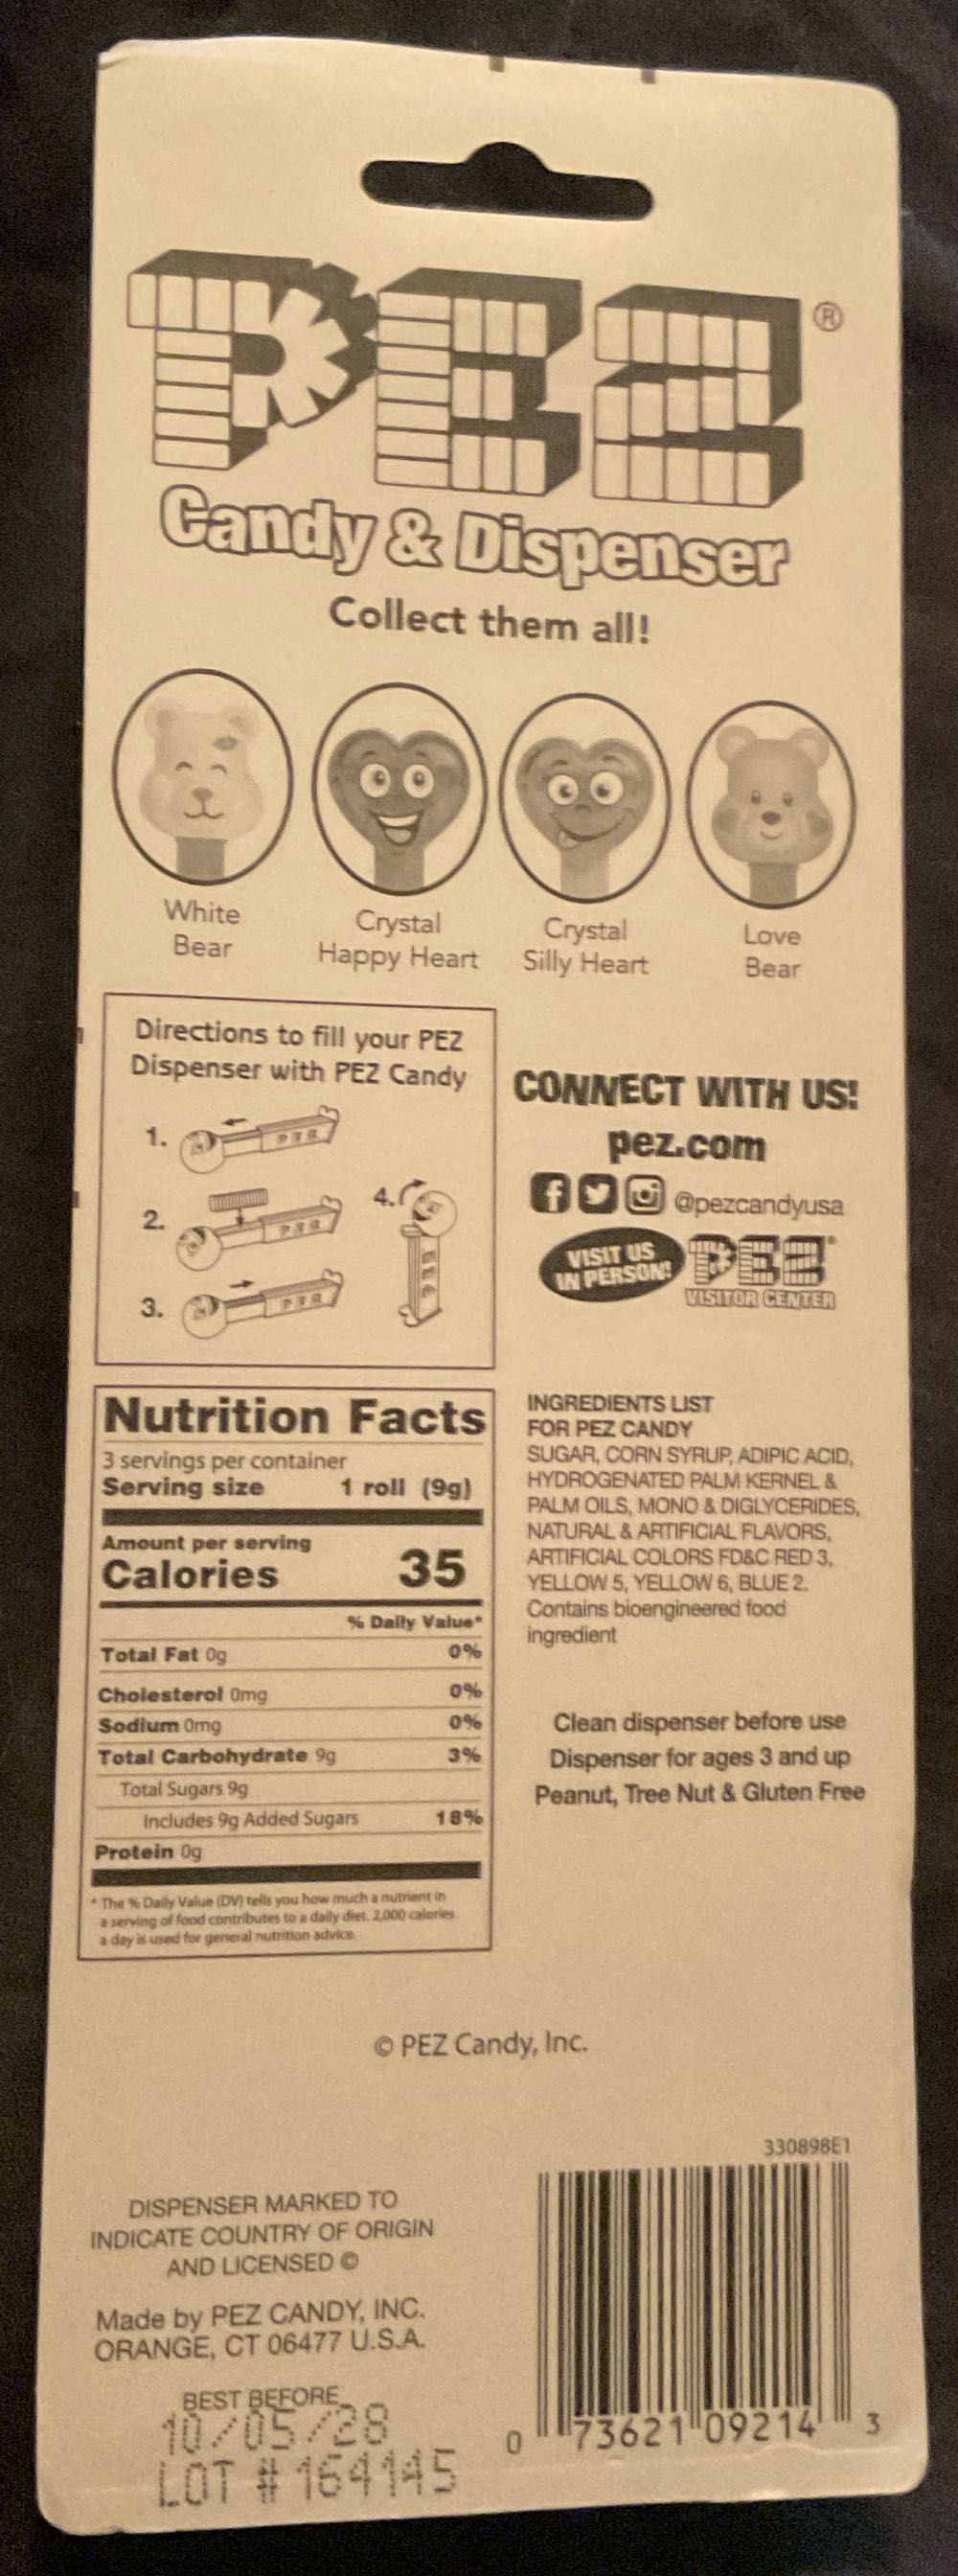 PEZ®
Candy & Dispenser
Collect them all!
White
Bear
Crystal
Happy Heart
Crystal
Silly Heart
Love
Bear
Directions to fill your PEZ
Dispenser with PEZ Candy
1. PEZ
2. PEZ
3. PEZ
4. PEZ
CONNECT WITH US!
pez.com
@pezcandyusa
VISIT US
IN PERSON!
PEZ®
VISITOR CENTER
Nutrition Facts
3 servings per container
Serving size 1 roll (9g)
Amount per serving
Calories 35
% Daily Value*
Total Fat 0g 0%
Cholesterol 0mg 0%
Sodium 0mg 0%
Total Carbohydrate 9g 3%
Total Sugars 9g
Includes 9g Added Sugars 18%
Protein 0g
* The % Daily Value (DV) tells you how much a nutrient in
a serving of food contributes to a daily diet. 2,000 calories
a day is used for general nutrition advice.
INGREDIENTS LIST
FOR PEZ CANDY
SUGAR, CORN SYRUP, ADIPIC ACID,
HYDROGENATED PALM KERNEL &
PALM OILS, MONO & DIGLYCERIDES,
NATURAL & ARTIFICIAL FLAVORS,
ARTIFICIAL COLORS FD&C RED 3,
YELLOW 5, YELLOW 6, BLUE 2.
Contains bioengineered food
ingredient
Clean dispenser before use
Dispenser for ages 3 and up
Peanut, Tree Nut & Gluten Free
© PEZ Candy, Inc.
DISPENSER MARKED TO
INDICATE COUNTRY OF ORIGIN
AND LICENSED ©
Made by PEZ CANDY, INC.
ORANGE, CT 06477 U.S.A.
BEST BEFORE
10/05/28
LOT #164145
330898E1
0 73621 09214 3